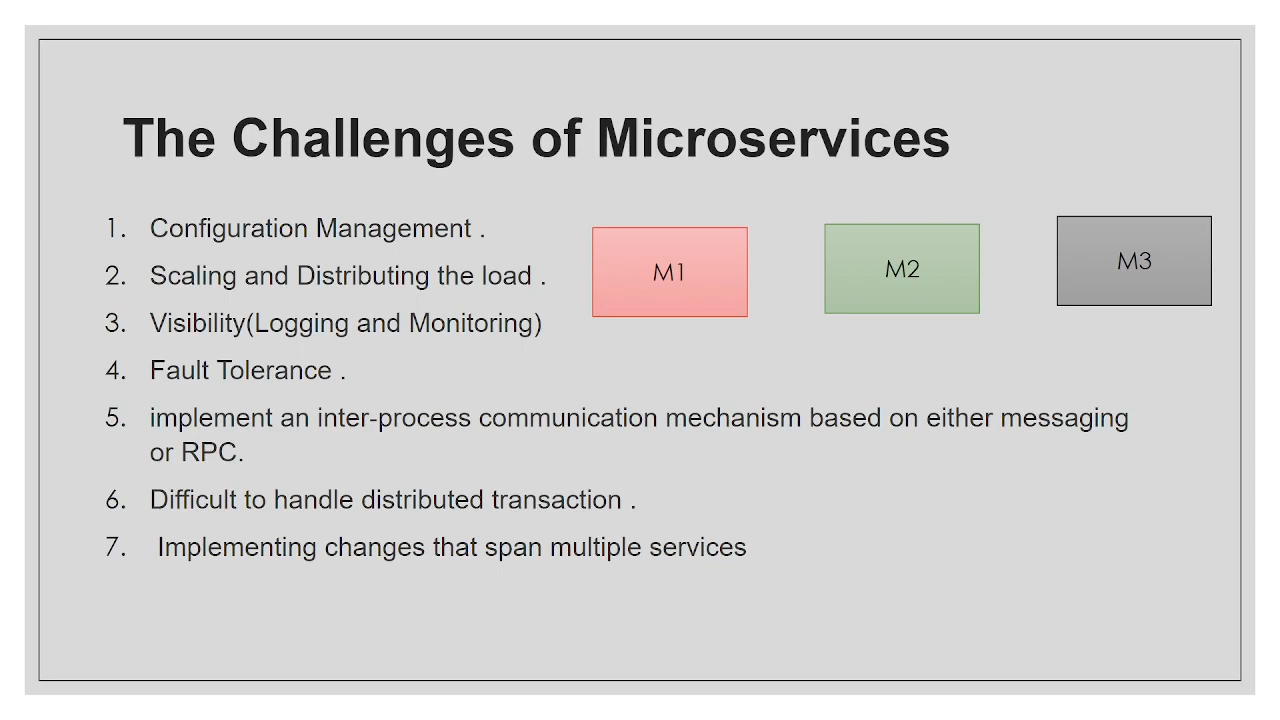 The Challenges of Microservices
1. Configuration Management .
2. Scaling and Distributing the load .
3. Visibility(Logging and Monitoring)
4. Fault Tolerance .
5. implement an inter-process communication mechanism based on either messaging
or RPC.
6. Difficult to handle distributed transaction .
7. Implementing changes that span multiple services
M1
M2
M3